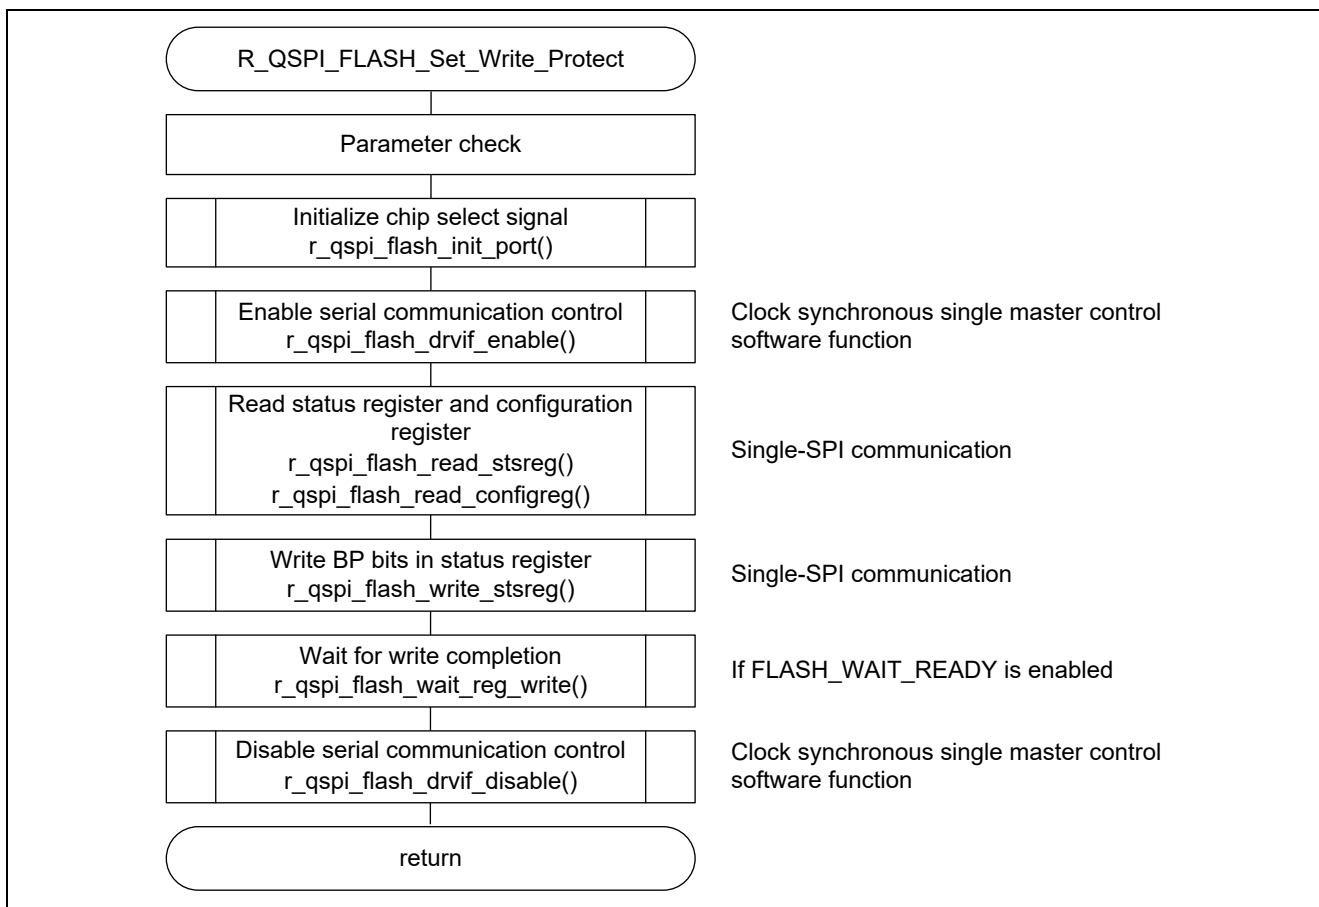 R_QSPI_FLASH_Set_Write_Protect
Parameter check
Initialize chip select signal
r_qspi_flash_init_port()
Enable serial communication control
r_qspi_flash_drvif_enable()
Clock synchronous single master control
software function
Read status register and configuration
register
r_qspi_flash_read_stsreg()
r_qspi_flash_read_configreg()
Single-SPI communication
Write BP bits in status register
r_qspi_flash_write_stsreg()
Single-SPI communication
Wait for write completion
r_qspi_flash_wait_reg_write()
If FLASH_WAIT_READY is enabled
Disable serial communication control
r_qspi_flash_drvif_disable()
Clock synchronous single master control
software function
return